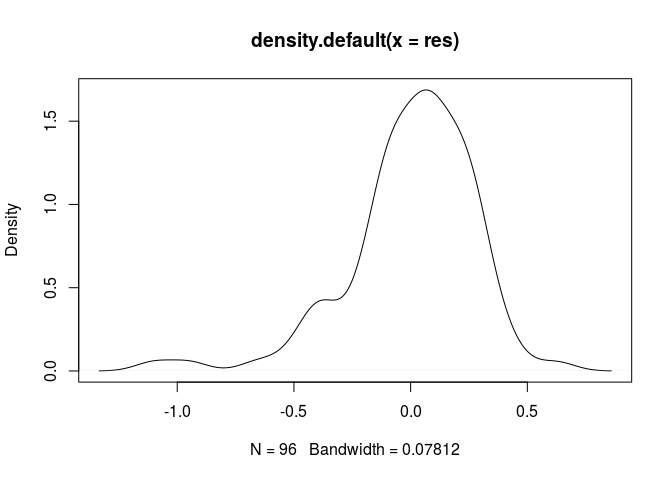 density.default(x = res)
Density
1.5
1.0
0.5
0.0
-1.0 -0.5 0.0 0.5
N = 96 Bandwidth = 0.07812